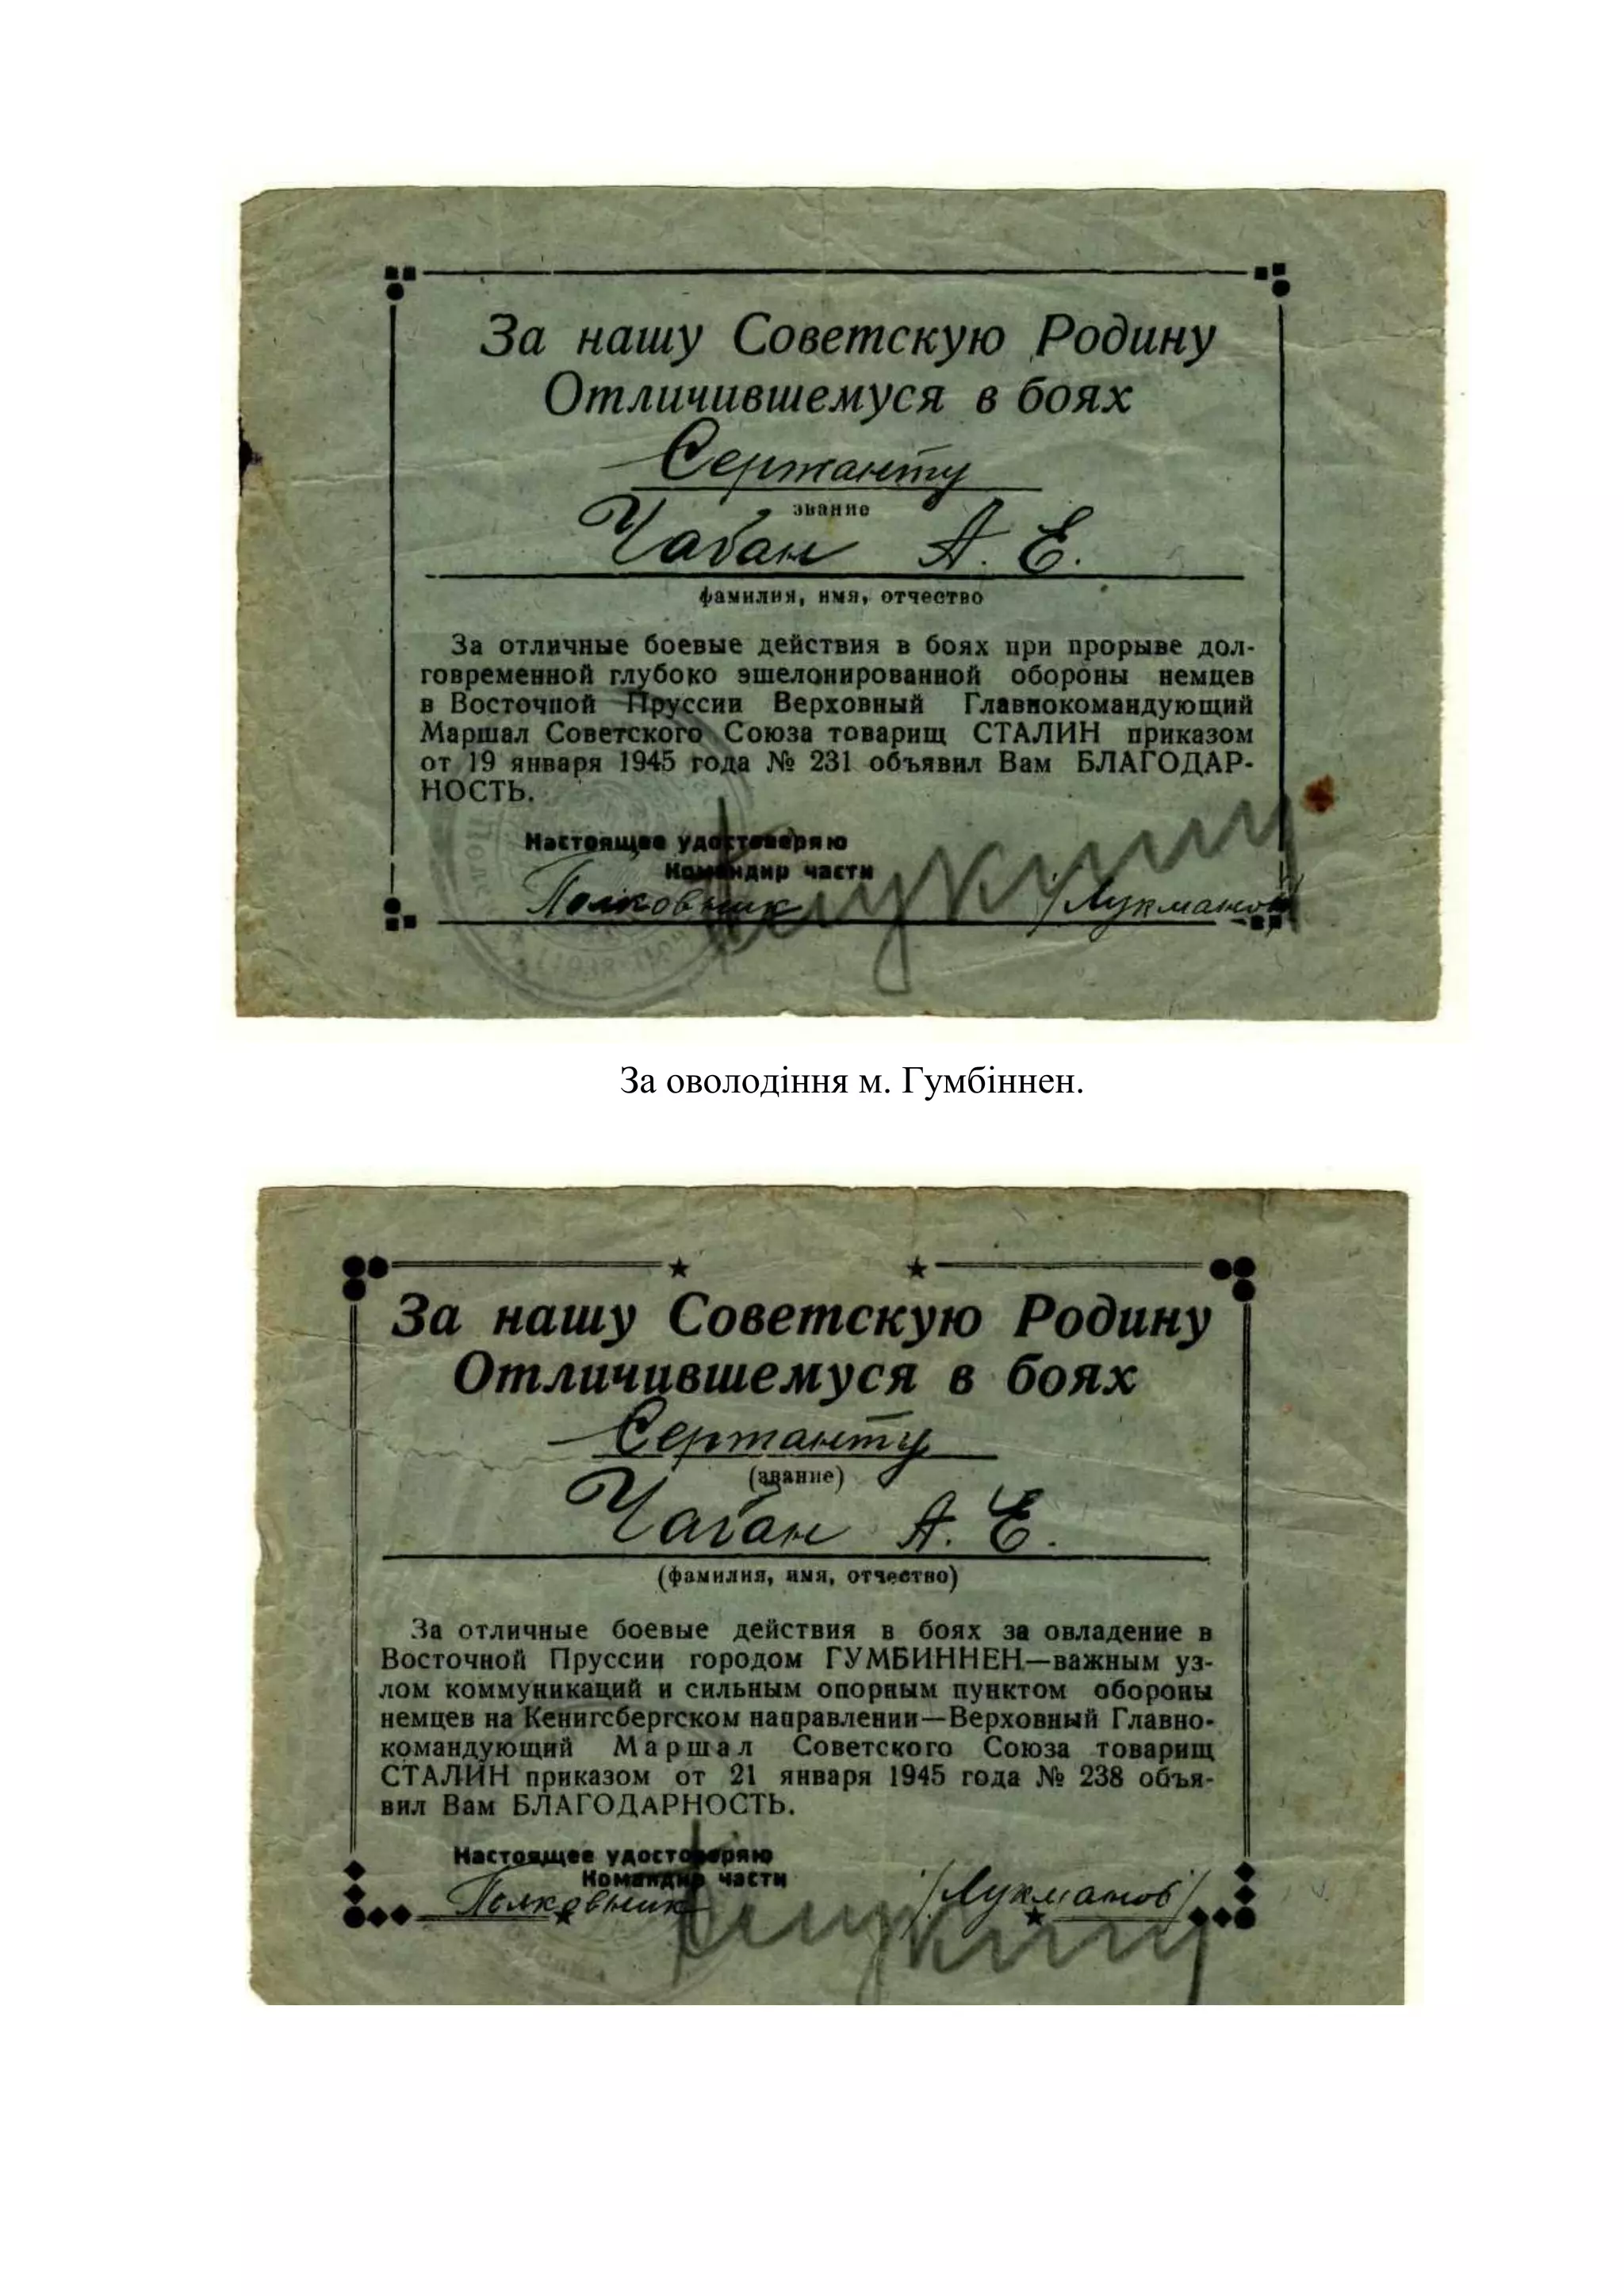 За нашу Советскую Родину
Отличившемуся в боях
Сержанту
звание
Чабан А. Е.
фамилия, имя, отчество
За отличные боевые действия в боях при прорыве дол-
говременной глубоко эшелонированной обороны немцев
в Восточной Пруссии Верховный Главнокомандующий
Маршал Советского Союза товарищ СТАЛИН приказом
от 19 января 1945 года № 231 объявил Вам БЛАГОДАР-
НОСТЬ.
Настоящее удостоверяю
Командир части
Полковник /Лукманов
За оволодіння м. Гумбіннен.
За нашу Советскую Родину
Отличившемуся в боях
Сержанту
(звание)
Чабан А. Е.
(фамилия, имя, отчество)
За отличные боевые действия в боях за овладение в
Восточной Пруссии городом ГУМБИННЕН—важным уз-
лом коммуникаций и сильным опорным пунктом обороны
немцев на Кенигсбергском направлении—Верховный Главно-
командующий Маршал Советского Союза товарищ
СТАЛИН приказом от 21 января 1945 года № 238 объя-
вил Вам БЛАГОДАРНОСТЬ.
Настоящее удостоверяю
Командир части
Полковник /Лукманов/